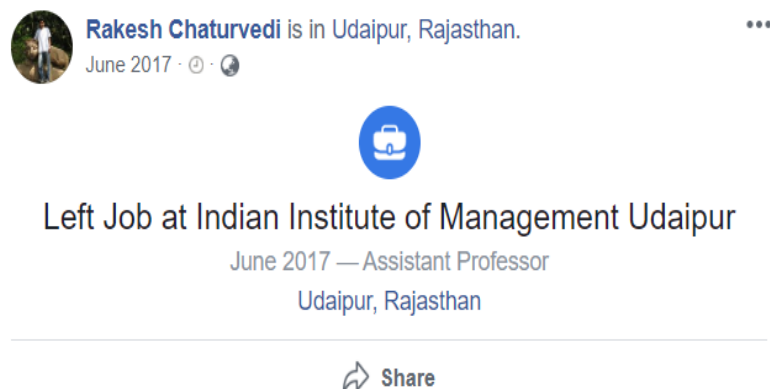 Rakesh Chaturvedi is in Udaipur, Rajasthan.
June 2017 · ·
Left Job at Indian Institute of Management Udaipur
June 2017 — Assistant Professor
Udaipur, Rajasthan
Share